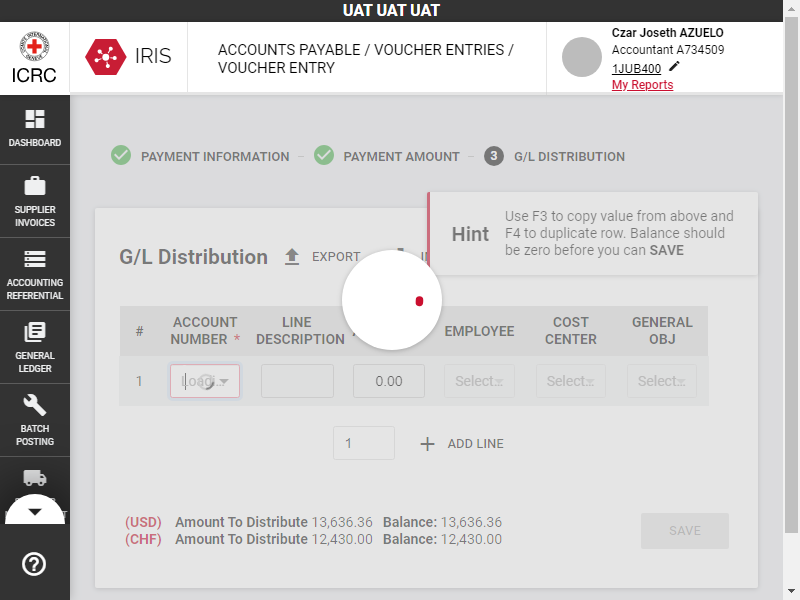 UAT UAT UAT
ICRC
IRIS
ACCOUNTS PAYABLE / VOUCHER ENTRIES /
VOUCHER ENTRY
Czar Joseth AZUELO
Accountant A734509
1JUB400
My Reports
DASHBOARD
SUPPLIER
INVOICES
ACCOUNTING
REFERENTIAL
GENERAL
LEDGER
BATCH
POSTING
PAYMENT INFORMATION
PAYMENT AMOUNT
3 G/L DISTRIBUTION
Hint
Use F3 to copy value from above and
F4 to duplicate row. Balance should
be zero before you can SAVE
G/L Distribution
EXPORT
# ACCOUNT NUMBER * LINE DESCRIPTION EMPLOYEE COST CENTER GENERAL OBJ
1 Loadi... 0.00 Select... Select... Select...
1 ADD LINE
(USD) Amount To Distribute 13,636.36 Balance: 13,636.36
(CHF) Amount To Distribute 12,430.00 Balance: 12,430.00
SAVE